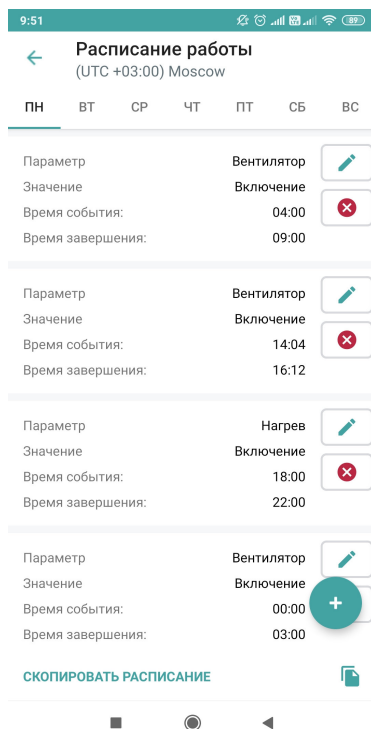 9:51
89
Расписание работы
(UTC +03:00) Moscow
ПН ВТ СР ЧТ ПТ СБ ВС
Параметр Вентилятор
Значение Включение
Время события: 04:00
Время завершения: 09:00
Параметр Вентилятор
Значение Включение
Время события: 14:04
Время завершения: 16:12
Параметр Нагрев
Значение Включение
Время события: 18:00
Время завершения: 22:00
Параметр Вентилятор
Значение Включение
Время события: 00:00
Время завершения: 03:00
СКОПИРОВАТЬ РАСПИСАНИЕ